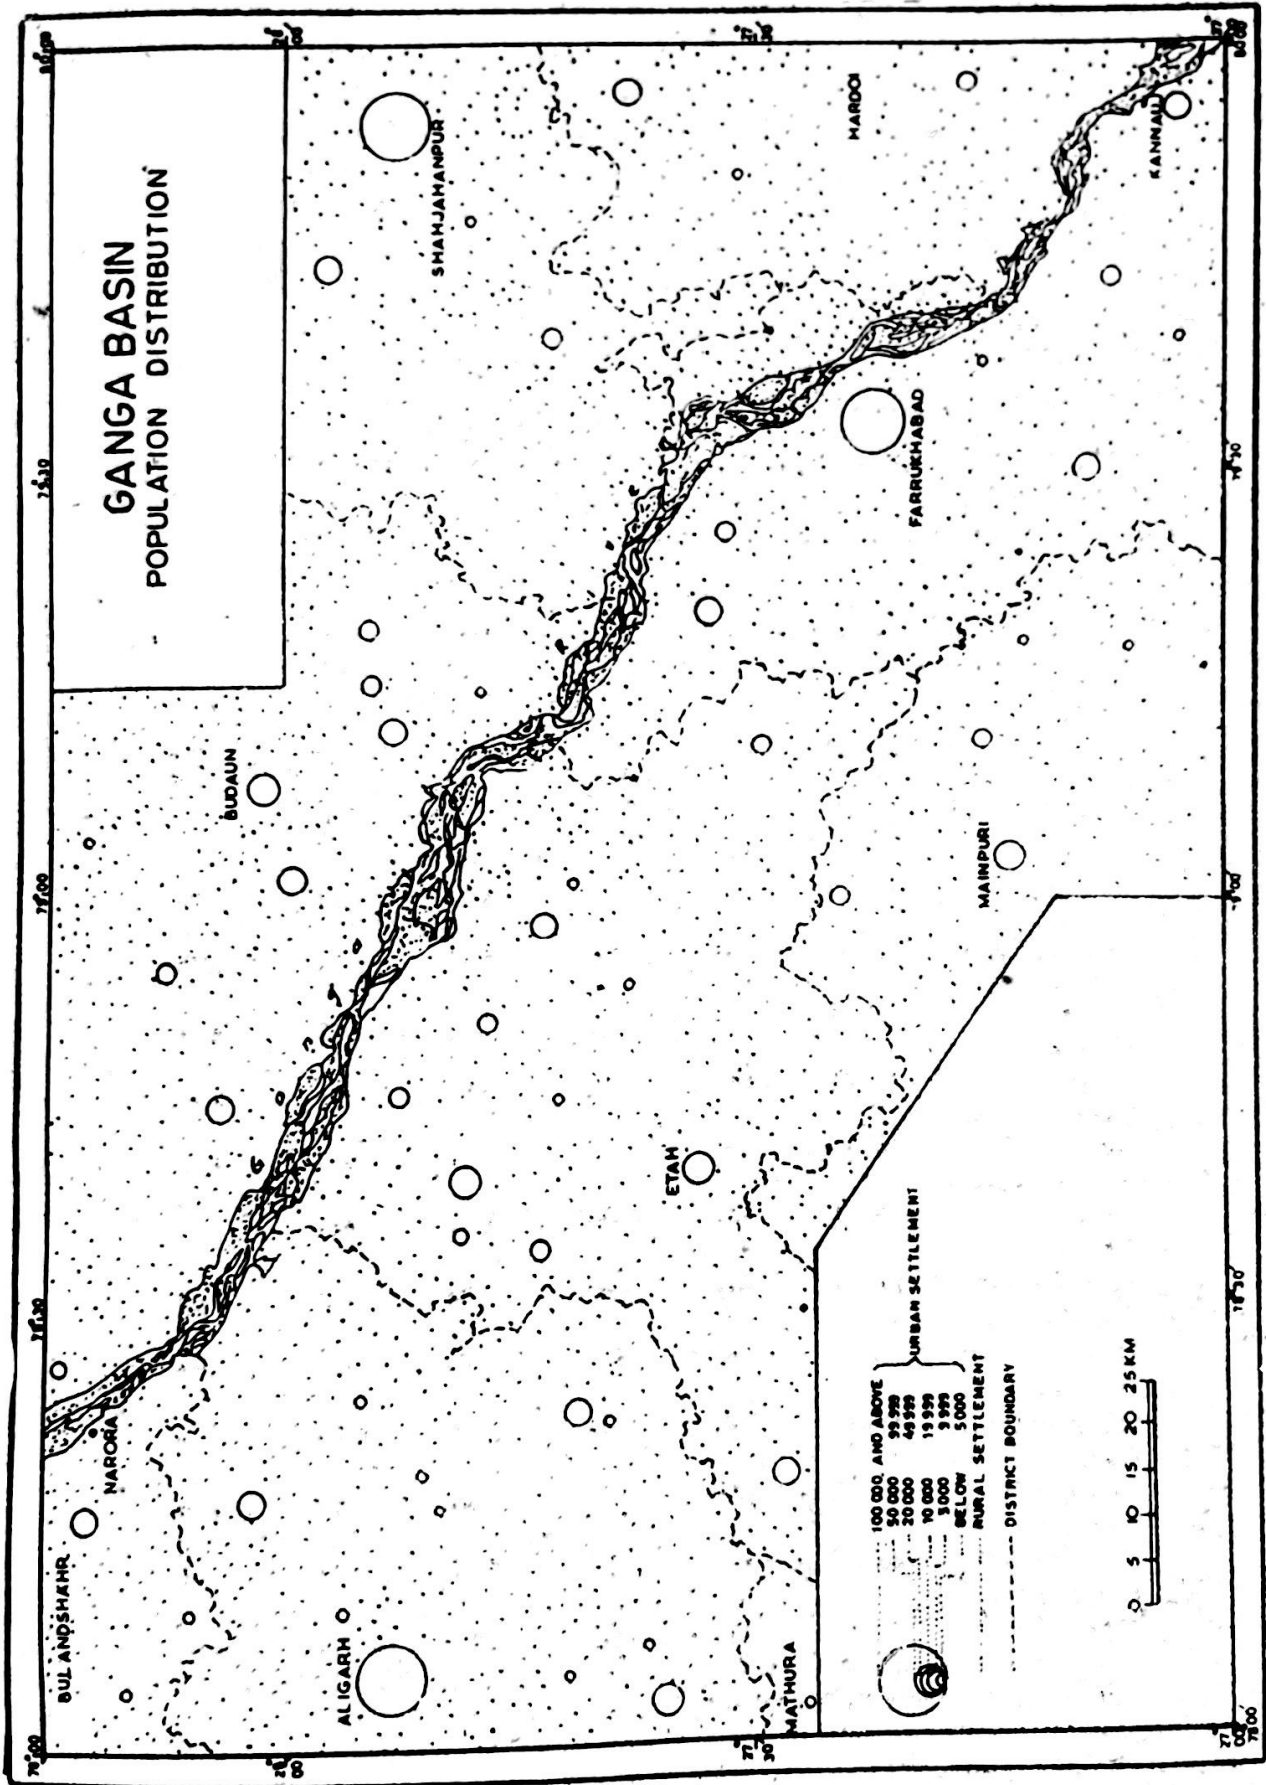 GANGA BASIN
POPULATION DISTRIBUTION
SHAHJAHANPUR
HARDOI
KANNAUJ
FARRUKHABAD
BUDAUN
MAINPURI
ETAH
NARORA
BULANDSHAHR
ALIGARH
MATHURA
100 000 AND ABOVE
50 000 99 999
20 000 49 999
10 000 19 999
5000 9 999
BELOW 5000
URBAN SETTLEMENT
RURAL SETTLEMENT
DISTRICT BOUNDARY
0 5 10 15 20 25 KM